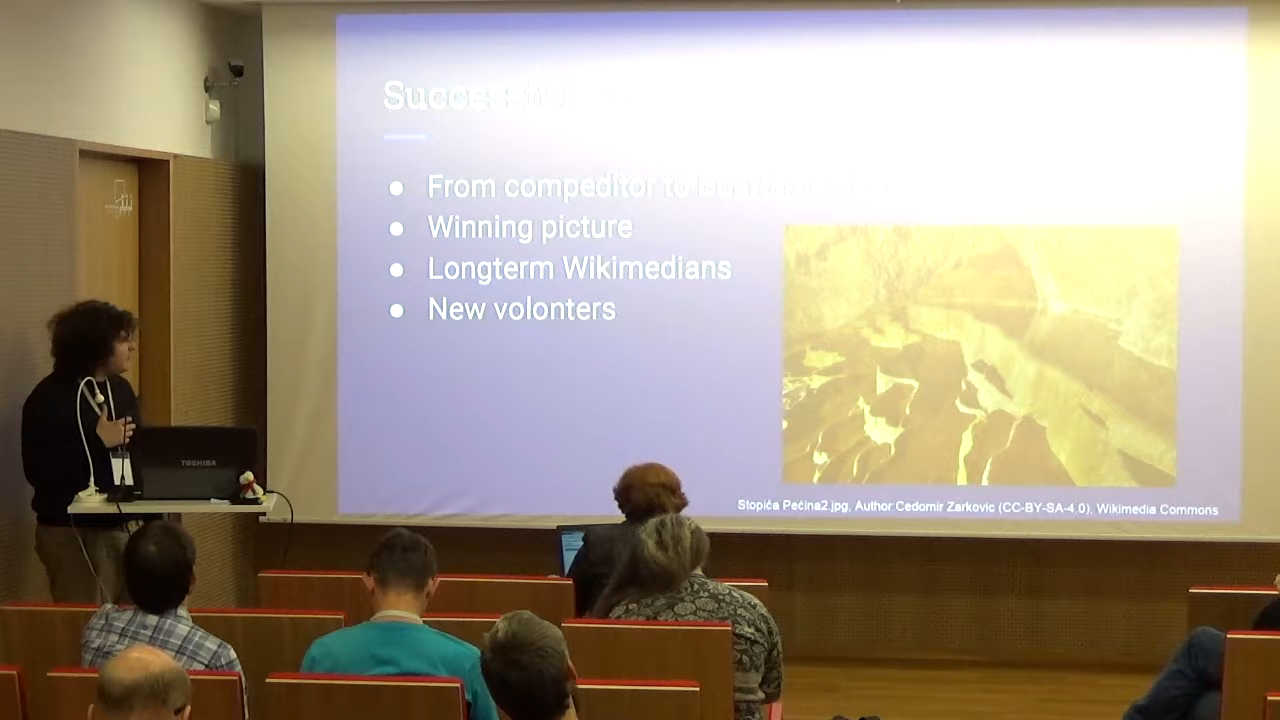 From compeditor to
Winning picture
Longterm Wikimedians
New volonters
Stopića Pećina2.jpg, Author Cedomir Zarkovic (CC-BY-SA-4.0), Wikimedia Commons
TOSHIBA